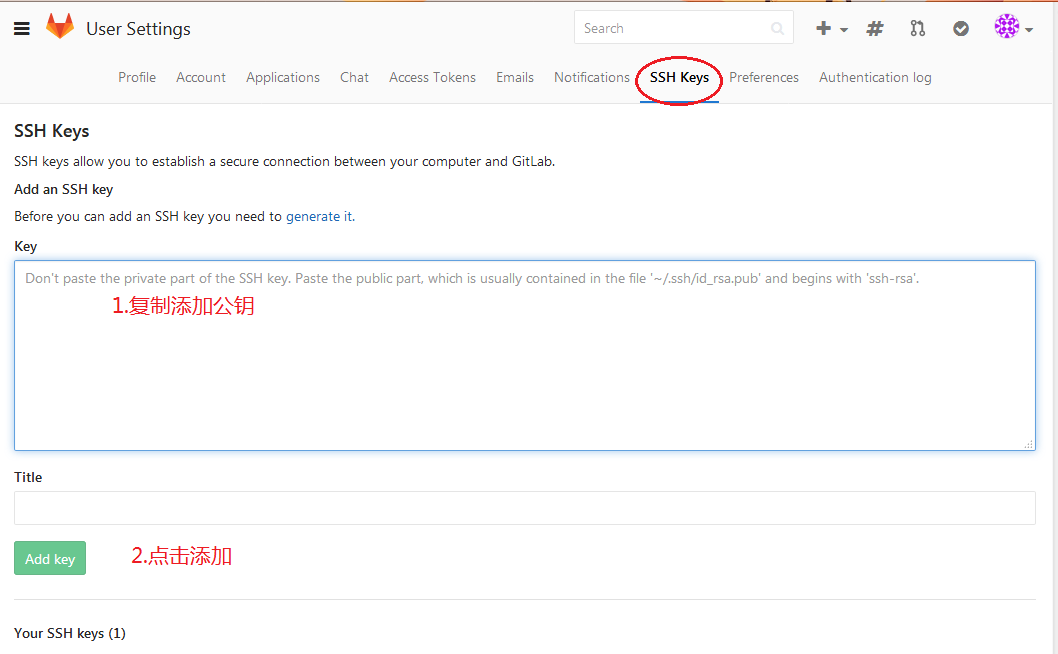 User Settings
Search
Profile Account Applications Chat Access Tokens Emails Notifications SSH Keys Preferences Authentication log
SSH Keys
SSH keys allow you to establish a secure connection between your computer and GitLab.
Add an SSH key
Before you can add an SSH key you need to generate it.
Key
Don't paste the private part of the SSH key. Paste the public part, which is usually contained in the file '~/.ssh/id_rsa.pub' and begins with 'ssh-rsa'.
1.复制添加公钥
Title
Add key
2.点击添加
Your SSH keys (1)